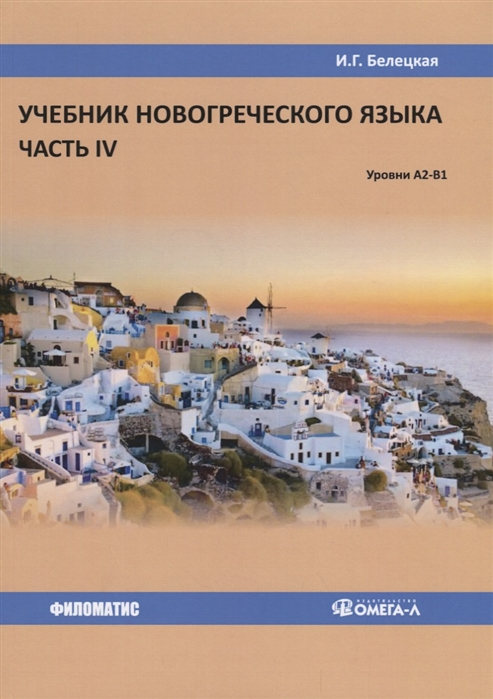 И.Г. Белецкая
УЧЕБНИК НОВОГРЕЧЕСКОГО ЯЗЫКА
ЧАСТЬ IV
Уровни А2-В1
ФИЛОМАТИС
ИЗДАТЕЛЬСТВО
ОМЕГА-Л